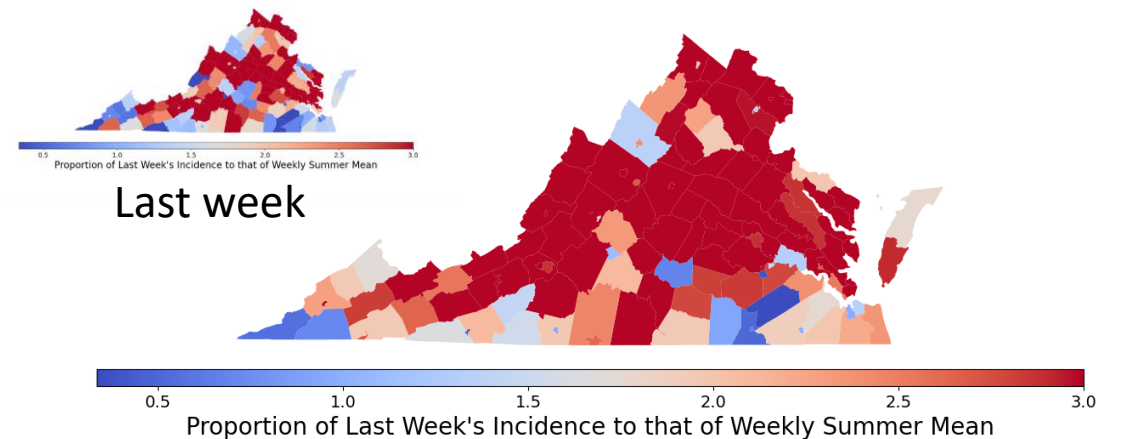 0.5 1.0 1.5 2.0 2.5 3.0
Proportion of Last Week's Incidence to that of Weekly Summer Mean
Last week
0.5 1.0 1.5 2.0 2.5 3.0
Proportion of Last Week's Incidence to that of Weekly Summer Mean